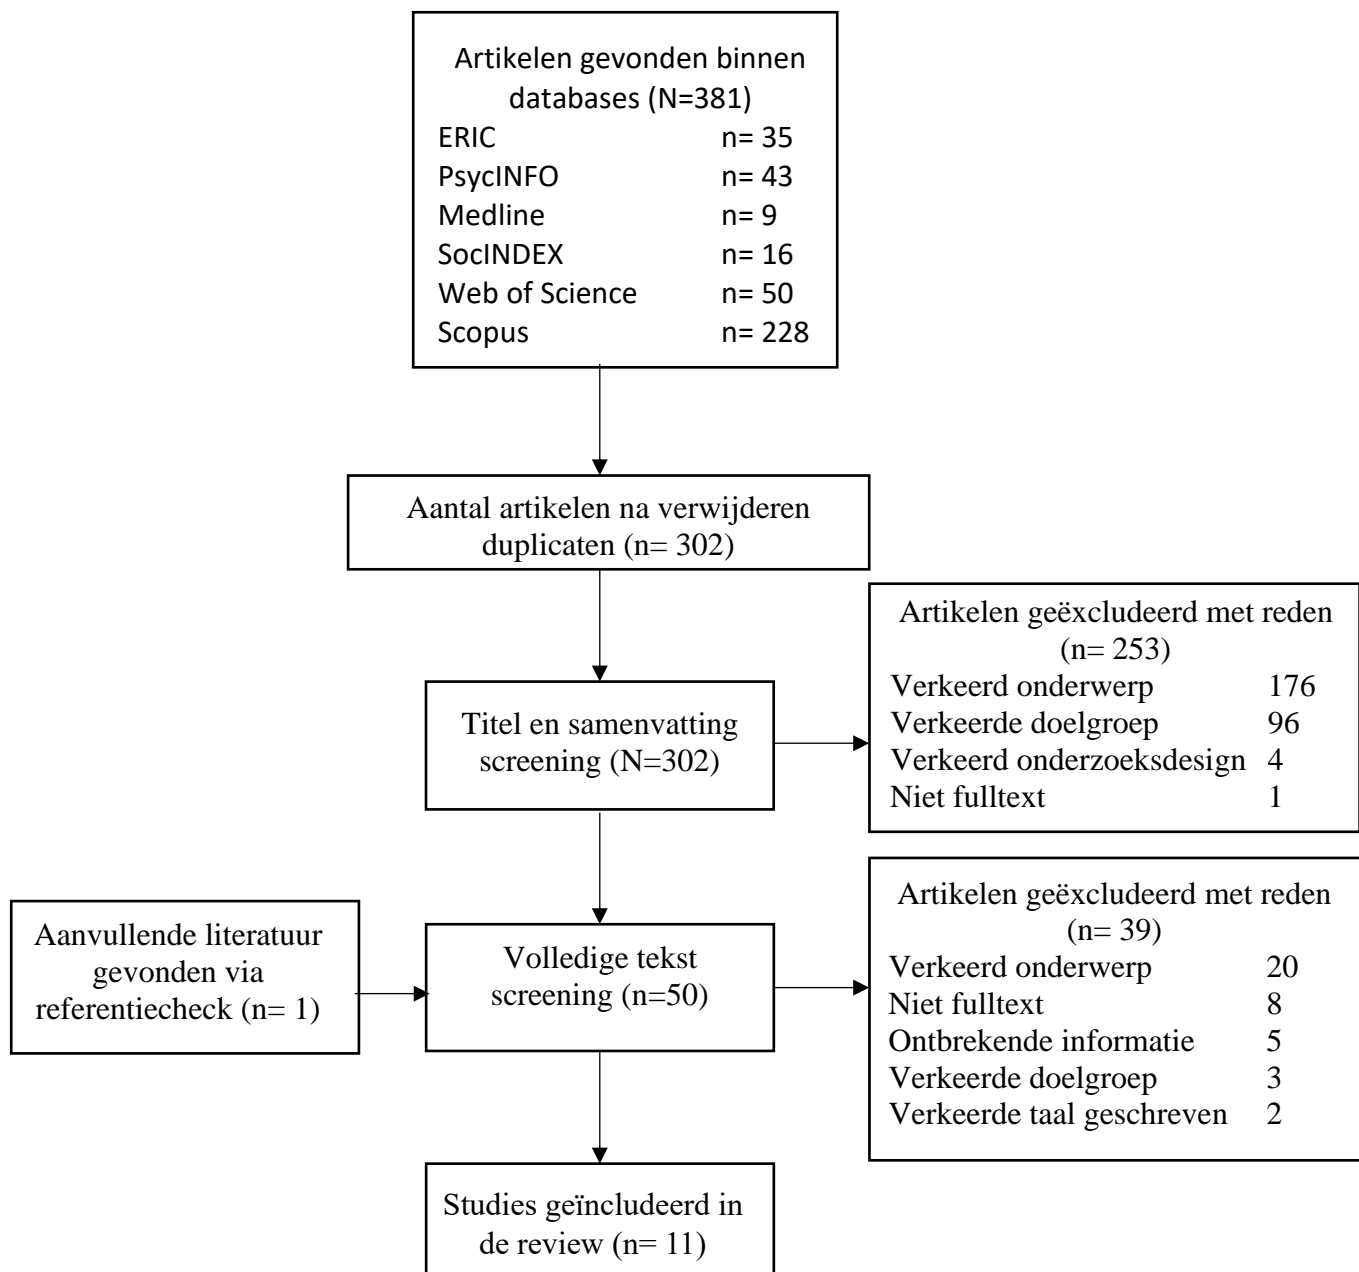 Artikelen gevonden binnen
databases (N=381)
ERIC n= 35
PsycINFO n= 43
Medline n= 9
SocINDEX n= 16
Web of Science n= 50
Scopus n= 228
Aantal artikelen na verwijderen
duplicaten (n= 302)
Titel en samenvatting
screening (N=302)
Artikelen geëxcludeerd met reden
(n= 253)
Verkeerd onderwerp 176
Verkeerde doelgroep 96
Verkeerd onderzoeksdesign 4
Niet fulltext 1
Aanvullende literatuur
gevonden via
referentiecheck (n= 1)
Volledige tekst
screening (n=50)
Artikelen geëxcludeerd met reden
(n= 39)
Verkeerd onderwerp 20
Niet fulltext 8
Ontbrekende informatie 5
Verkeerde doelgroep 3
Verkeerde taal geschreven 2
Studies geïncludeerd in
de review (n= 11)